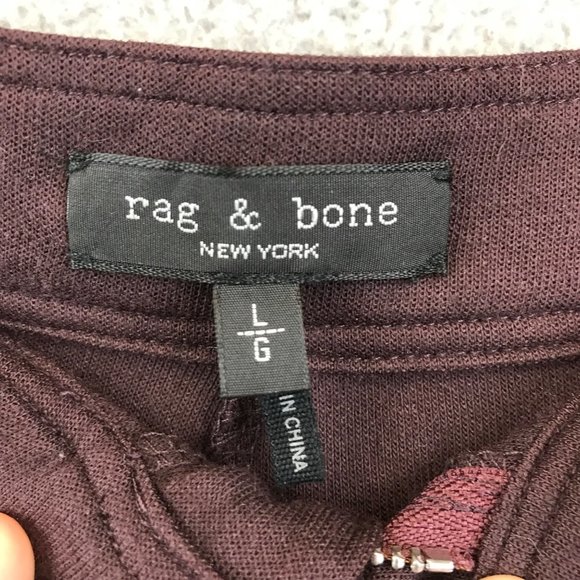 rag & bone
NEW YORK
L
G
IN CHINA